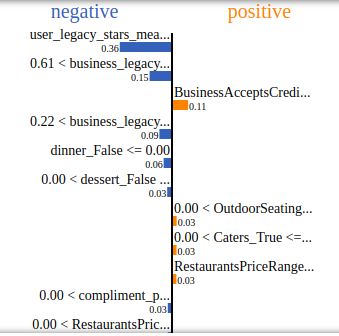 negative positive
user_legacy_stars_mea...
0.36
0.61 < business_legacy...
0.15
BusinessAcceptsCredi...
0.11
0.22 < business_legacy...
0.09
dinner_False <= 0.00
0.06
0.00 < dessert_False ...
0.03
0.00 < OutdoorSeating...
0.03
0.00 < Caters_True <=...
0.03
RestaurantsPriceRange...
0.03
0.00 < compliment_p...
0.03
0.00 < RestaurantsPric...